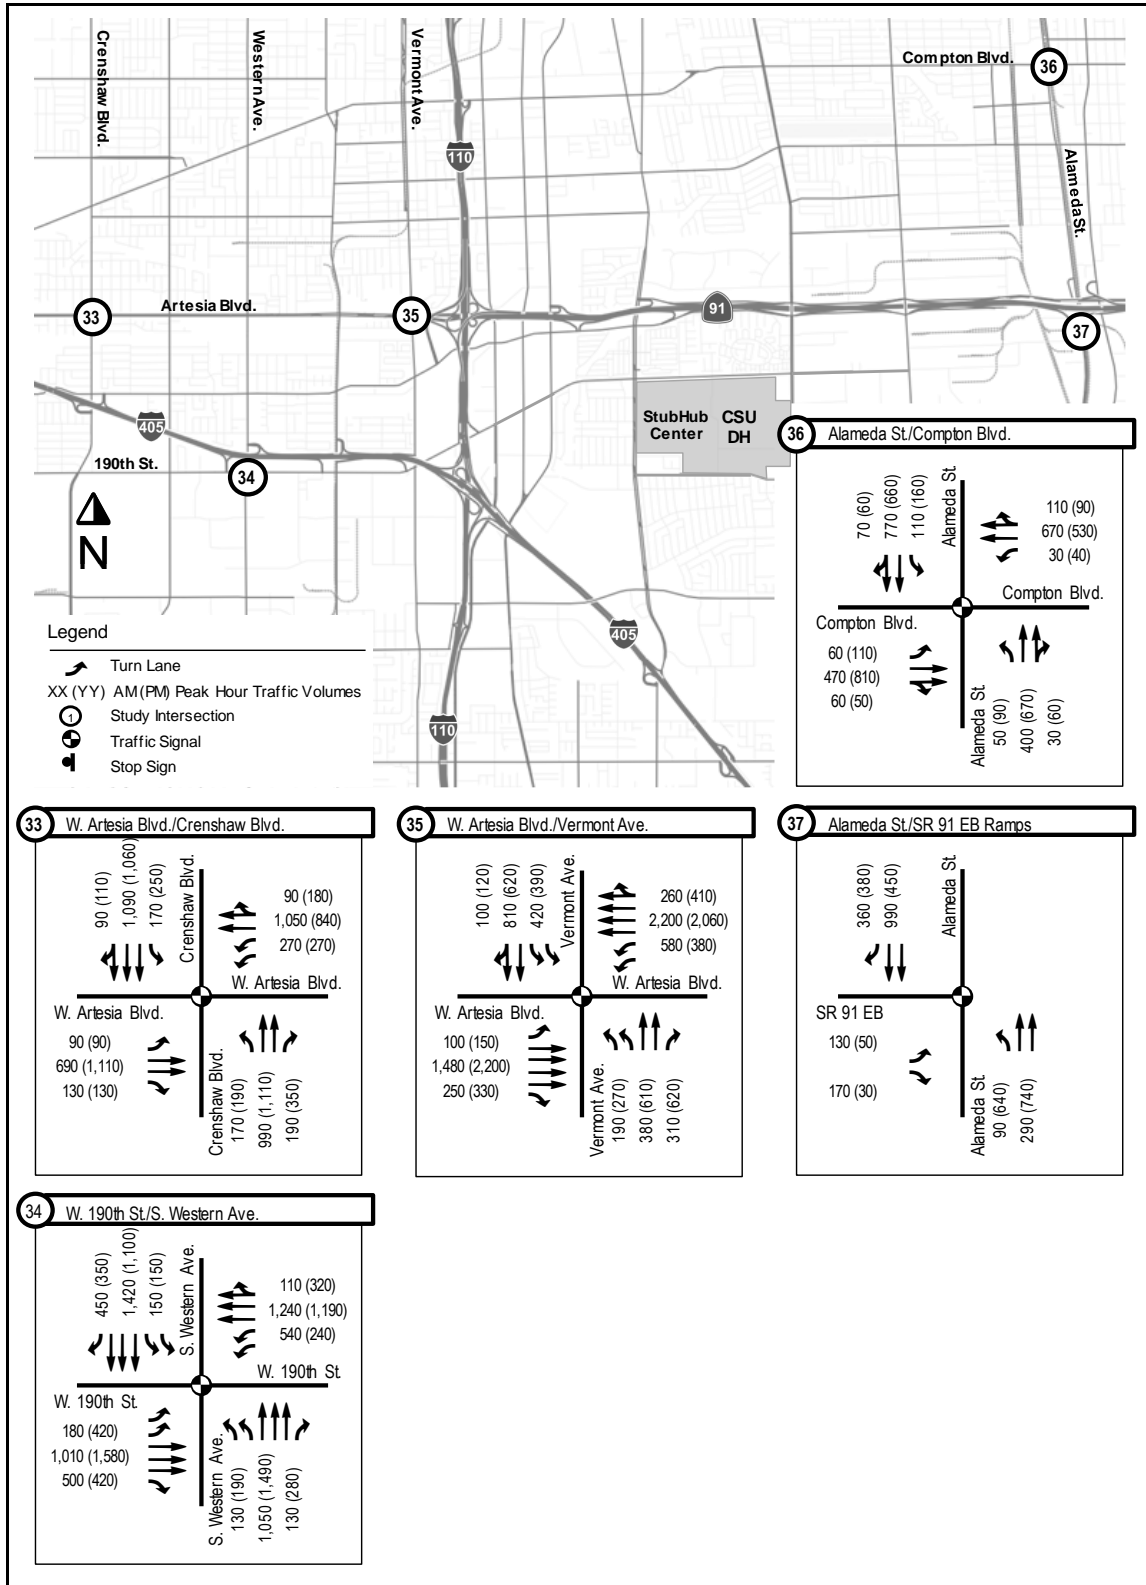 Crenshaw Blvd.
Western Ave.
Vermont Ave.
Compton Blvd.
36
110
Alameda St.
Artesia Blvd.
33
35
91
37
405
190th St.
34
StubHub
Center
CSU
DH
N
405
110
Legend
Turn Lane
XX (YY) AM(PM) Peak Hour Traffic Volumes
1 Study Intersection
Traffic Signal
Stop Sign
36 Alameda St./Compton Blvd.
70 (60)
770 (660)
110 (160)
Alameda St.
110 (90)
670 (530)
30 (40)
Compton Blvd.
Compton Blvd.
60 (110)
470 (810)
60 (50)
Alameda St.
50 (90)
400 (670)
30 (60)
33 W. Artesia Blvd./Crenshaw Blvd.
90 (110)
1,090 (1,060)
170 (250)
Crenshaw Blvd.
90 (180)
1,050 (840)
270 (270)
W. Artesia Blvd.
W. Artesia Blvd.
90 (90)
690 (1,110)
130 (130)
Crenshaw Blvd.
170 (190)
990 (1,110)
190 (350)
35 W. Artesia Blvd./Vermont Ave.
100 (120)
810 (620)
420 (390)
Vermont Ave.
260 (410)
2,200 (2,060)
580 (380)
W. Artesia Blvd.
W. Artesia Blvd.
100 (150)
1,480 (2,200)
250 (330)
Vermont Ave.
190 (270)
380 (610)
310 (620)
37 Alameda St./SR 91 EB Ramps
360 (380)
990 (450)
Alameda St.
SR 91 EB
130 (50)
170 (30)
Alameda St.
90 (640)
290 (740)
34 W. 190th St./S. Western Ave.
450 (350)
1,420 (1,100)
150 (150)
S. Western Ave.
110 (320)
1,240 (1,190)
540 (240)
W. 190th St.
W. 190th St.
180 (420)
1,010 (1,580)
500 (420)
S. Western Ave.
130 (190)
1,050 (1,490)
130 (280)